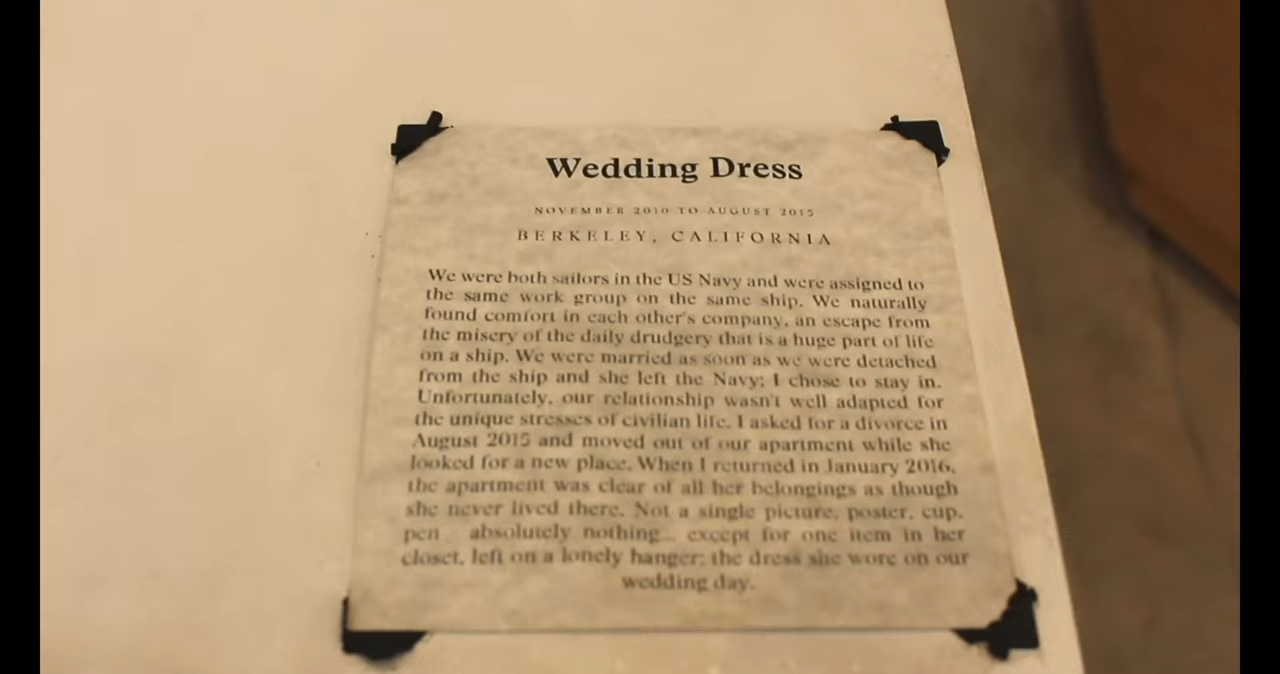 Wedding Dress
NOVEMBER 2010 TO AUGUST 2015
BERKELEY, CALIFORNIA
We were both sailors in the US Navy and were assigned to
the same work group on the same ship. We naturally
found comfort in each other's company, an escape from
the misery of the daily drudgery that is a huge part of life
on a ship. We were married as soon as we were detached
from the ship and she left the Navy; I chose to stay in.
Unfortunately, our relationship wasn't well adapted for
the unique stresses of civilian life. I asked for a divorce in
August 2015 and moved out of our apartment while she
looked for a new place. When I returned in January 2016,
the apartment was clear of all her belongings as though
she never lived there. Not a single picture, poster, cup,
pen absolutely nothing... except for one item in her
closet, left on a lonely hanger: the dress she wore on our
wedding day.